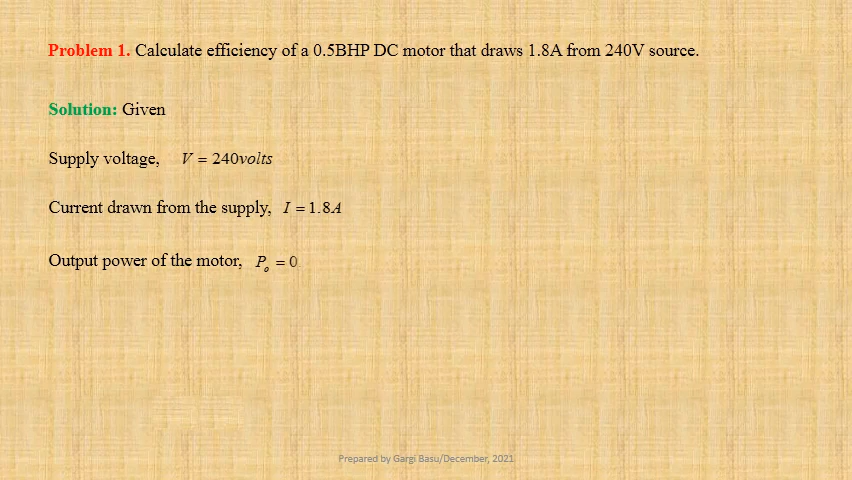 Problem 1. Calculate efficiency of a 0.5BHP DC motor that draws 1.8A from 240V source.
Solution: Given
Supply voltage, V = 240volts
Current drawn from the supply, I = 1.8A
Output power of the motor, Pₒ = 0
Prepared by Gargi Basu/December, 2021